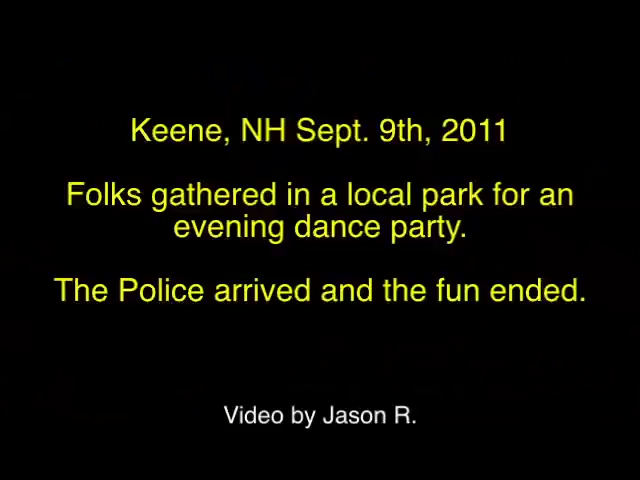 Keene, NH Sept. 9th, 2011
Folks gathered in a local park for an
evening dance party.
The Police arrived and the fun ended.
Video by Jason R.